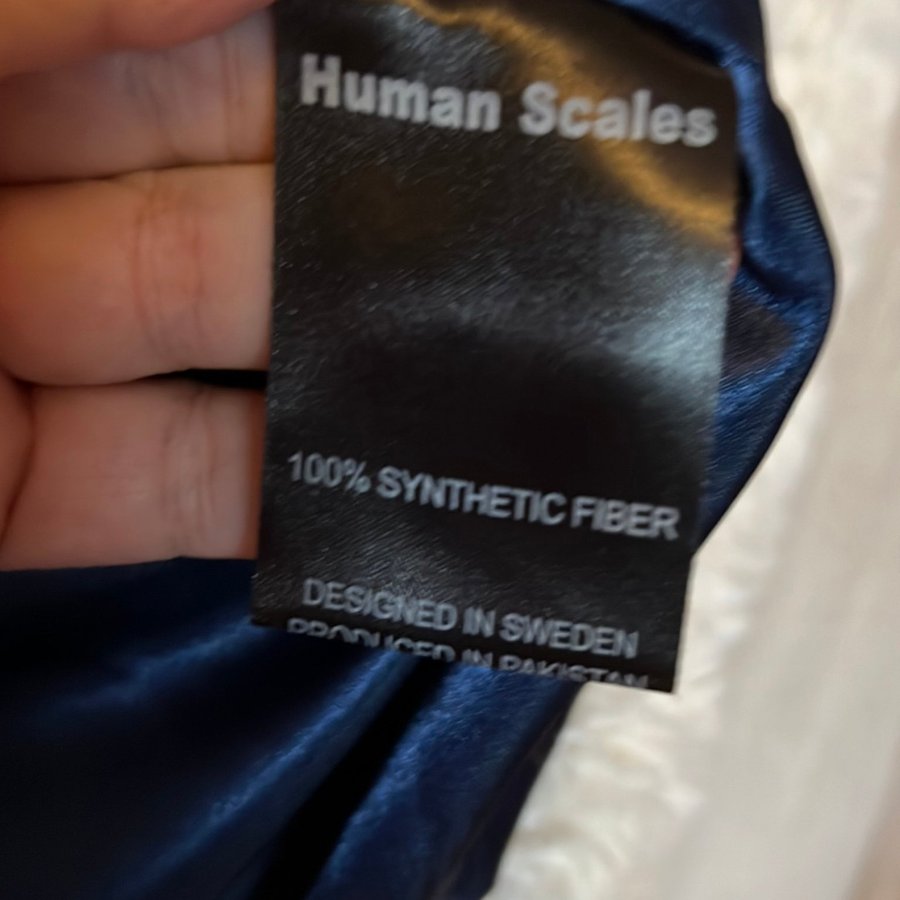 Human Scales
100% SYNTHETIC FIBER
DESIGNED IN SWEDEN
PRODUCED IN PAKISTAN